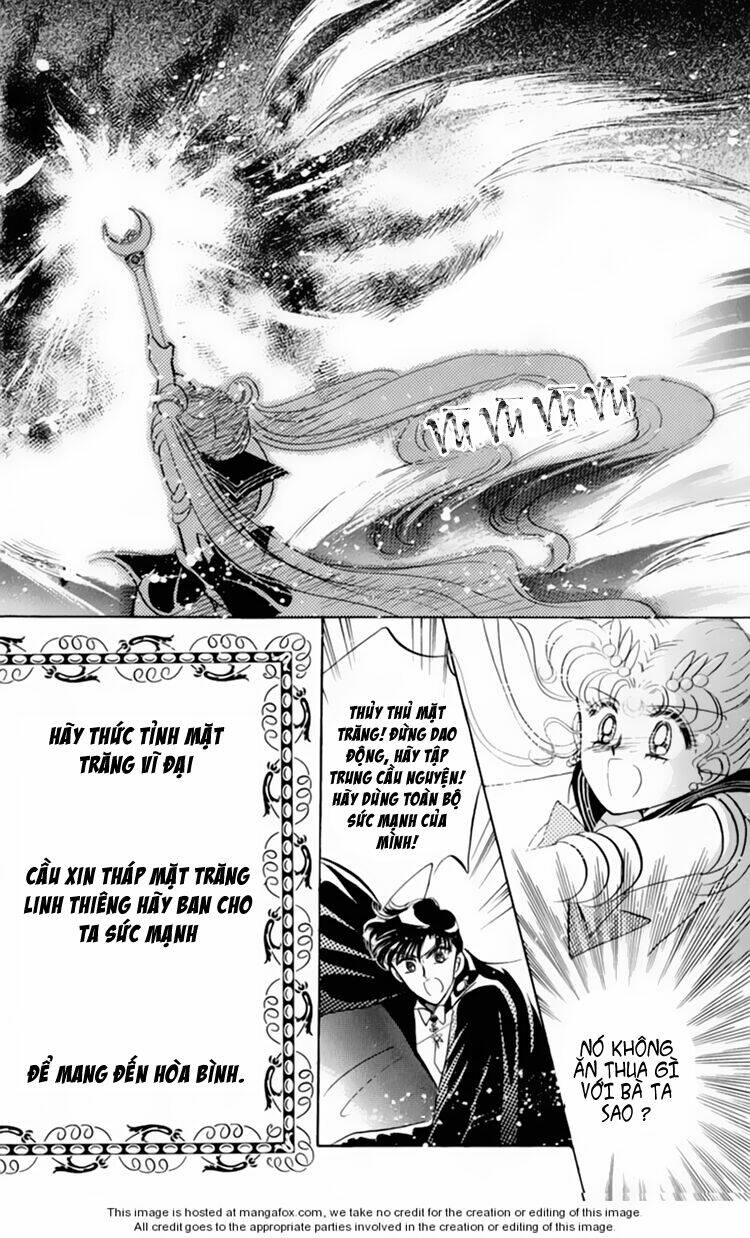 VŨ VŨ VŨ VŨ
NÓ KHÔNG
ĂN THUA GÌ
VỚI BÀ TA
SAO ?
THỦY THỦ MẶT
TRĂNG! ĐỪNG DAO
ĐỘNG, HÃY TẬP
TRUNG CẦU NGUYỆN!
HÃY DÙNG TOÀN BỘ
SỨC MẠNH CỦA
MÌNH!
HÃY THỨC TỈNH MẶT
TRĂNG VĨ ĐẠI
CẦU XIN THÁP MẶT TRĂNG
LINH THIÊNG HÃY BAN CHO
TA SỨC MẠNH
ĐỂ MANG ĐẾN HÒA BÌNH.
This image is hosted at mangafox.com, we take no credit for the creation or editing of this image.
All credit goes to the appropriate parties involved in the creation or editing of this image.